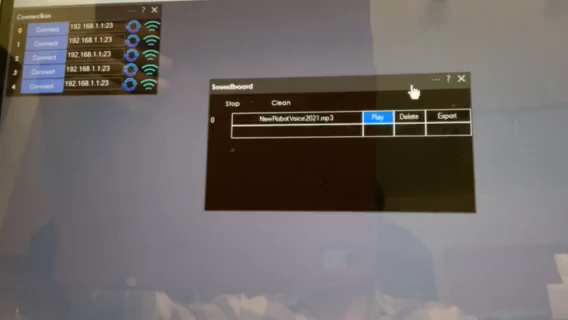 Connection
... ? X
0 Connect 192.168.1.1:23
1 Connect 192.168.1.1:23
2 Connect 192.168.1.1:23
3 Connect 192.168.1.1:23
4 Connect 192.168.1.1:23
Soundboard ... ? X
Stop Clean
0 NewRobotVoice2021.mp3 Play Delete Export